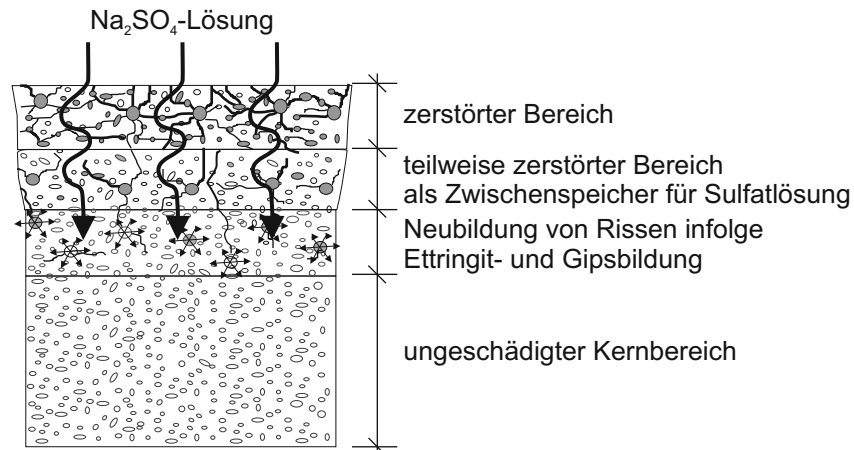 Na₂SO₄-Lösung
zerstörter Bereich
teilweise zerstörter Bereich
als Zwischenspeicher für Sulfatlösung
Neubildung von Rissen infolge
Ettringit- und Gipsbildung
ungeschädigter Kernbereich